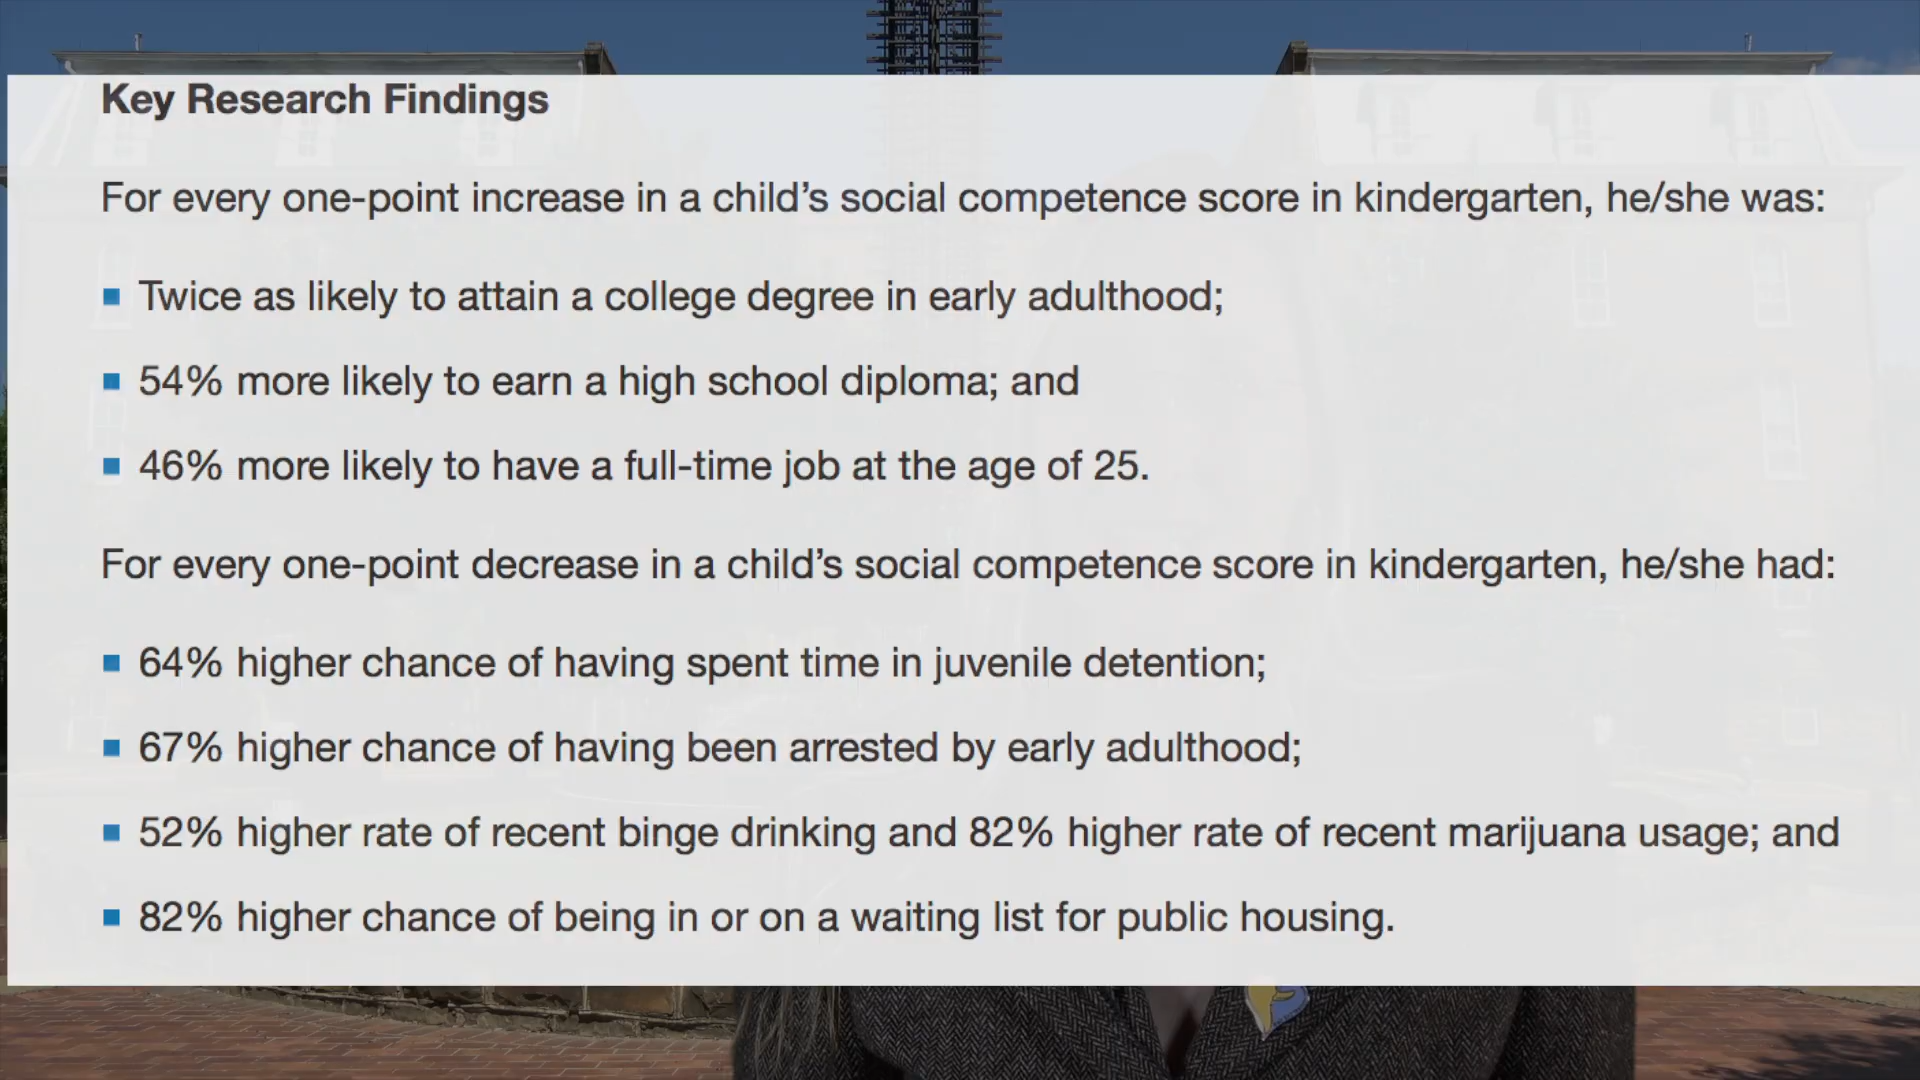 Key Research Findings
For every one-point increase in a child’s social competence score in kindergarten, he/she was:
Twice as likely to attain a college degree in early adulthood;
54% more likely to earn a high school diploma; and
46% more likely to have a full-time job at the age of 25.
For every one-point decrease in a child’s social competence score in kindergarten, he/she had:
64% higher chance of having spent time in juvenile detention;
67% higher chance of having been arrested by early adulthood;
52% higher rate of recent binge drinking and 82% higher rate of recent marijuana usage; and
82% higher chance of being in or on a waiting list for public housing.